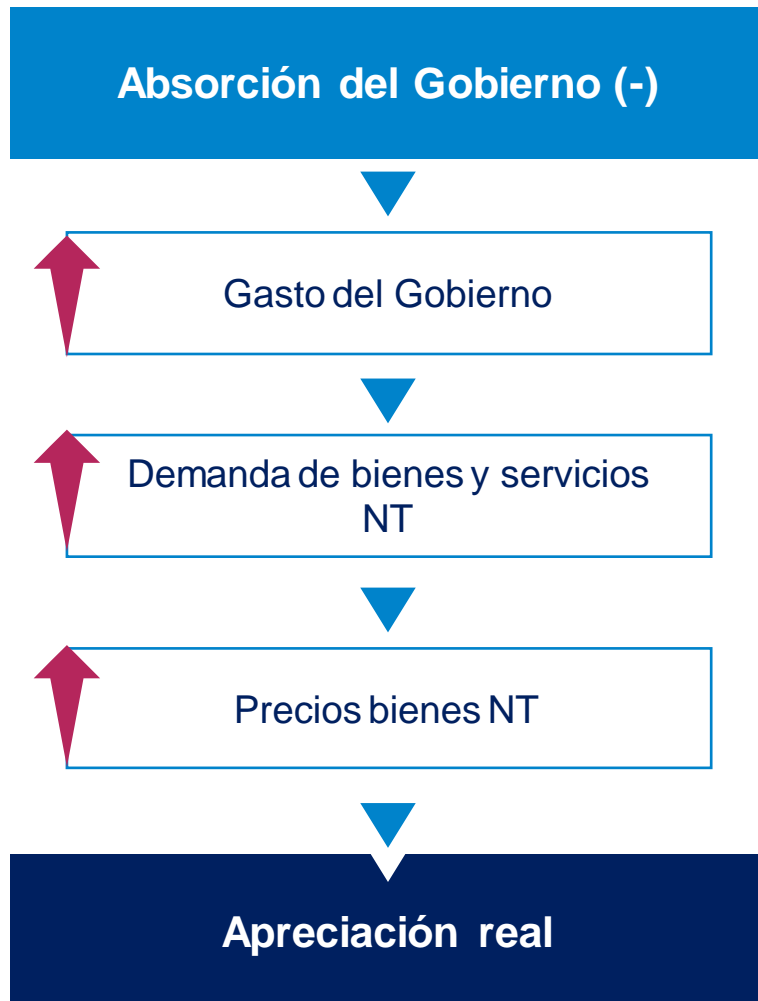 Absorción del Gobierno (-)
Gasto del Gobierno
Demanda de bienes y servicios
NT
Precios bienes NT
Apreciación real